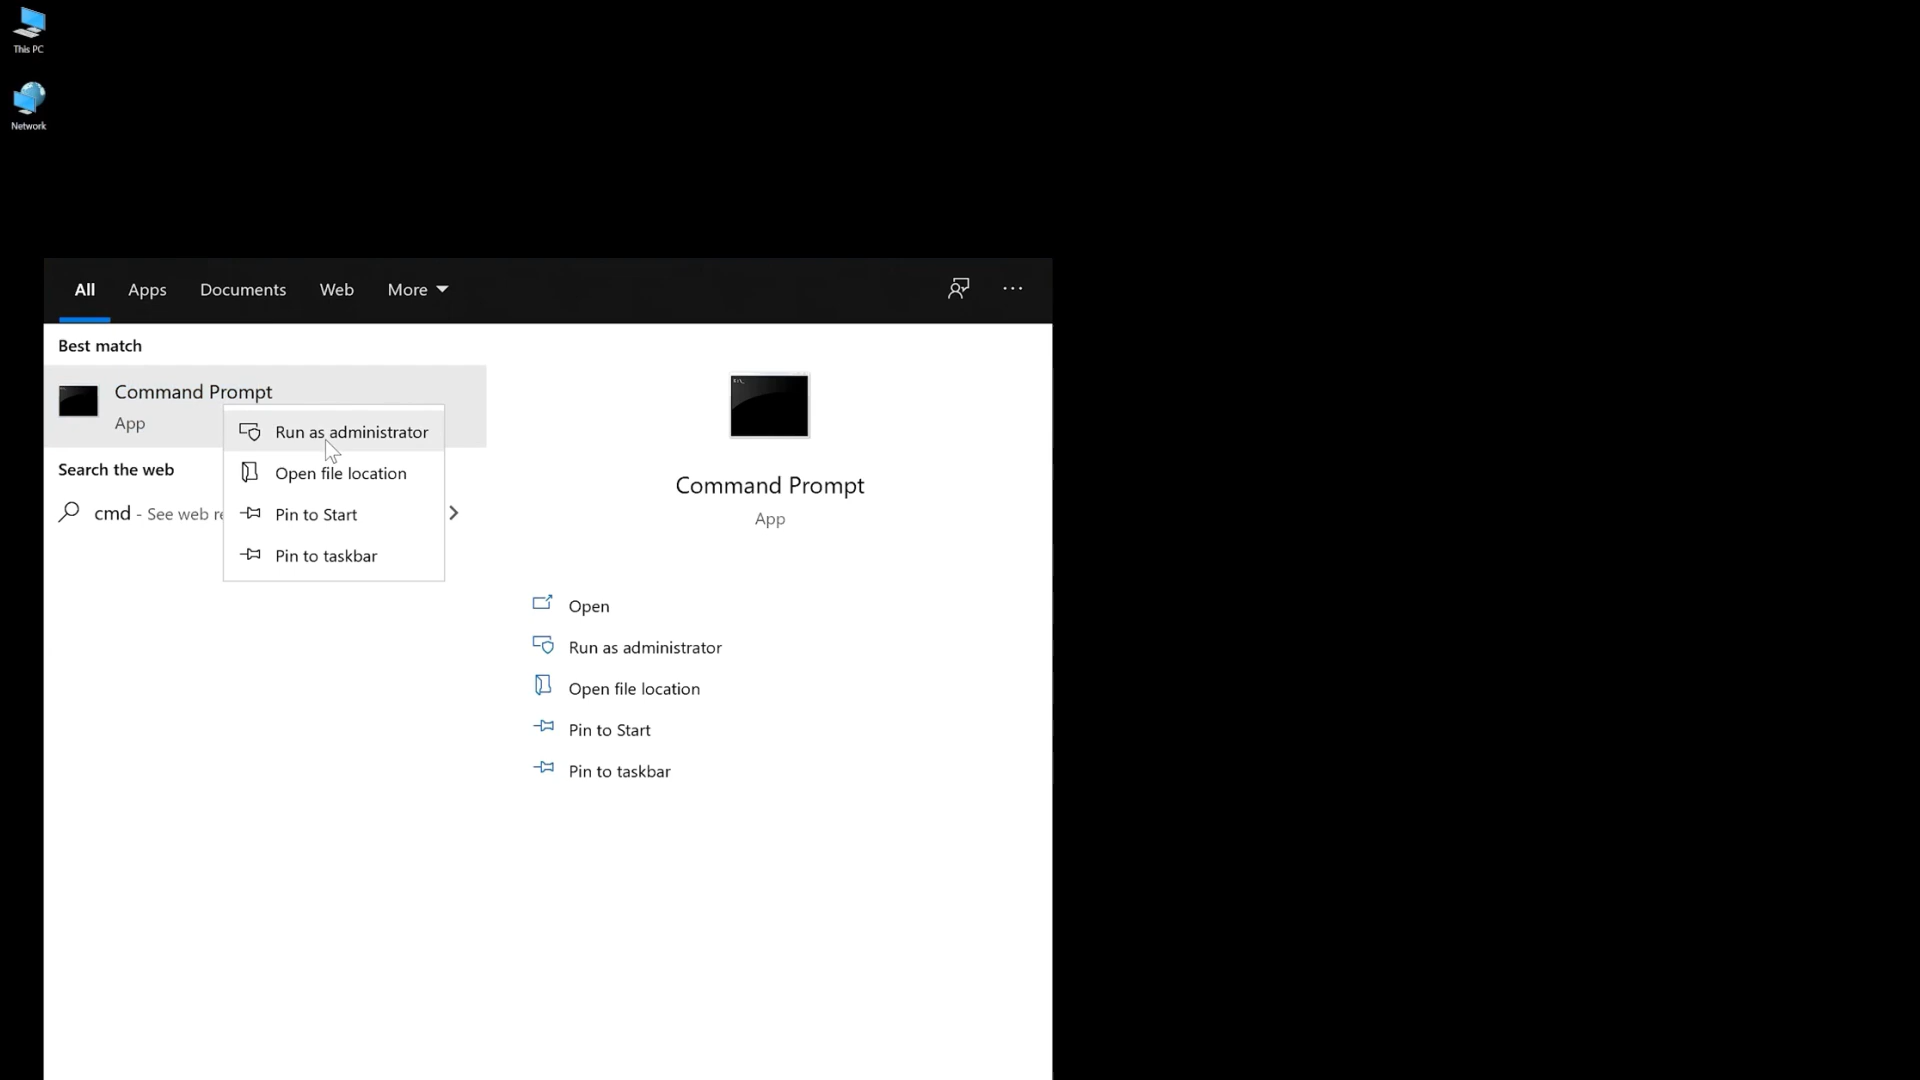 This PC
Network
All Apps Documents Web More
Best match
Command Prompt
App
Run as administrator
Open file location
Pin to Start
Pin to taskbar
Search the web
cmd - See web re
Command Prompt
App
Open
Run as administrator
Open file location
Pin to Start
Pin to taskbar